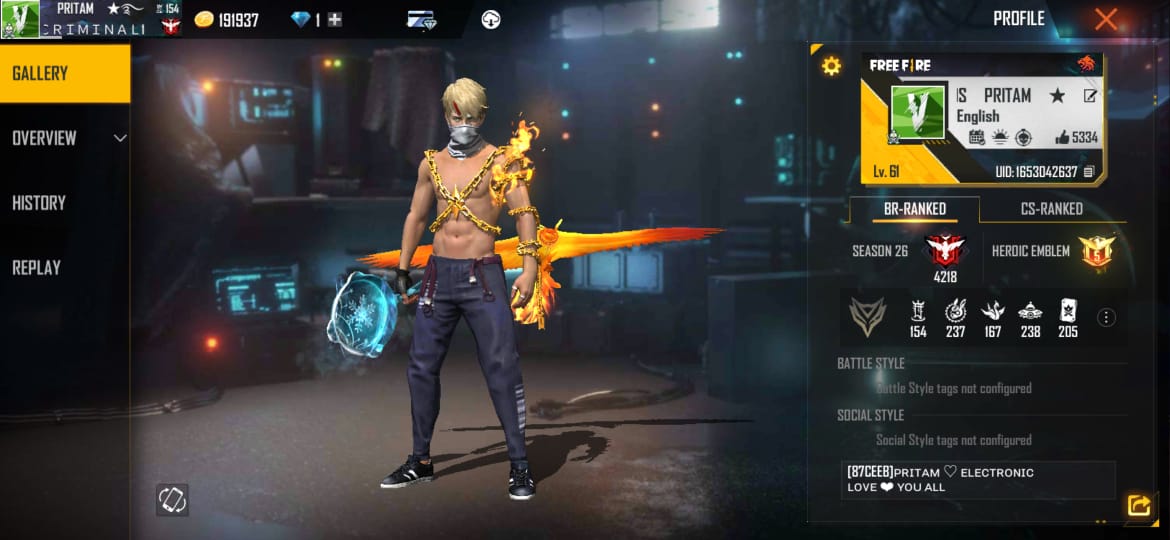 PRITAM ★ 154
CRIMINALI
191937
1
PROFILE
GALLERY
OVERVIEW
HISTORY
REPLAY
FREE FIRE
PRITAM ★
English
5334
Lv. 61
UID:1653042637
BR-RANKED
CS-RANKED
SEASON 26
4218
HEROIC EMBLEM
5
154 237 167 238 205
BATTLE STYLE
Battle Style tags not configured
SOCIAL STYLE
Social Style tags not configured
[87CEEB]PRITAM ♡ ELECTRONIC
LOVE ❤ YOU ALL